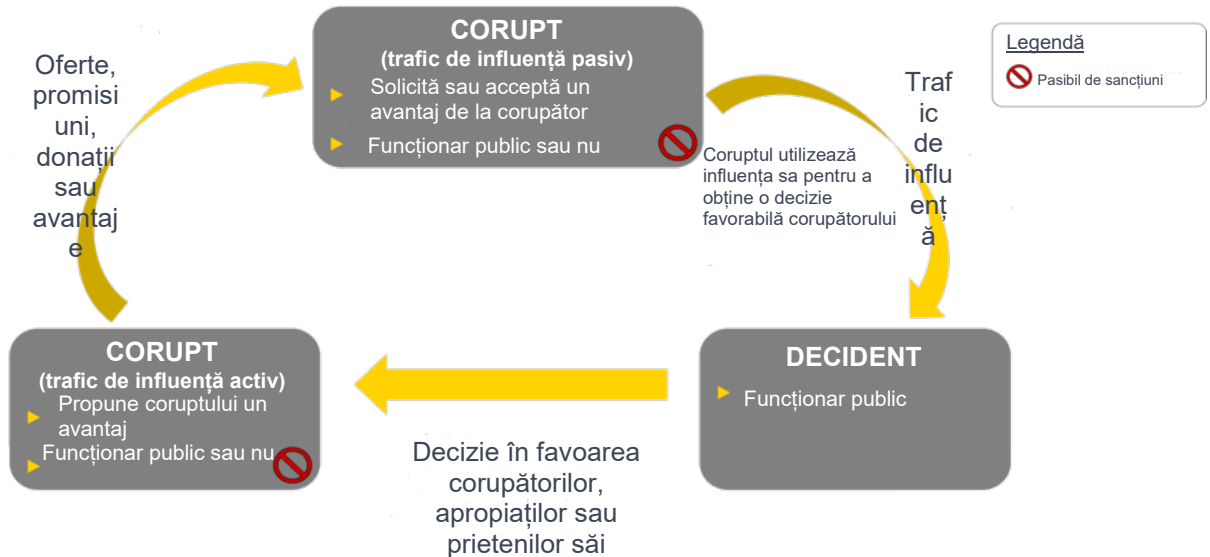 CORUPT
(trafic de influență pasiv)
Solicită sau acceptă un
avantaj de la corupător
Funcționar public sau nu
Legendă
Pasibil de sancțiuni
Oferte,
promisi
uni,
donații
sau
avantaj
e
Traf
ic
de
influ
enț
ă
Coruptul utilizează
influența sa pentru a
obține o decizie
favorabilă corupătorului
CORUPT
(trafic de influență activ)
Propune coruptului un
avantaj
Funcționar public sau nu
DECIDENT
Funcționar public
Decizie în favoarea
corupătorilor,
apropiaților sau
prietenilor săi